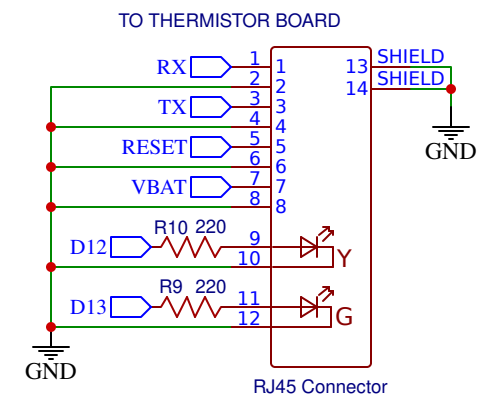 TO THERMISTOR BOARD
RX 1 1 13 SHIELD
2 2 14 SHIELD
TX 3 3
4 4 GND
RESET 5 5
6 6
VBAT 7 7
8 8
R10 220
D12 9
10 Y
R9 220
D13 11
12 G
GND
RJ45 Connector